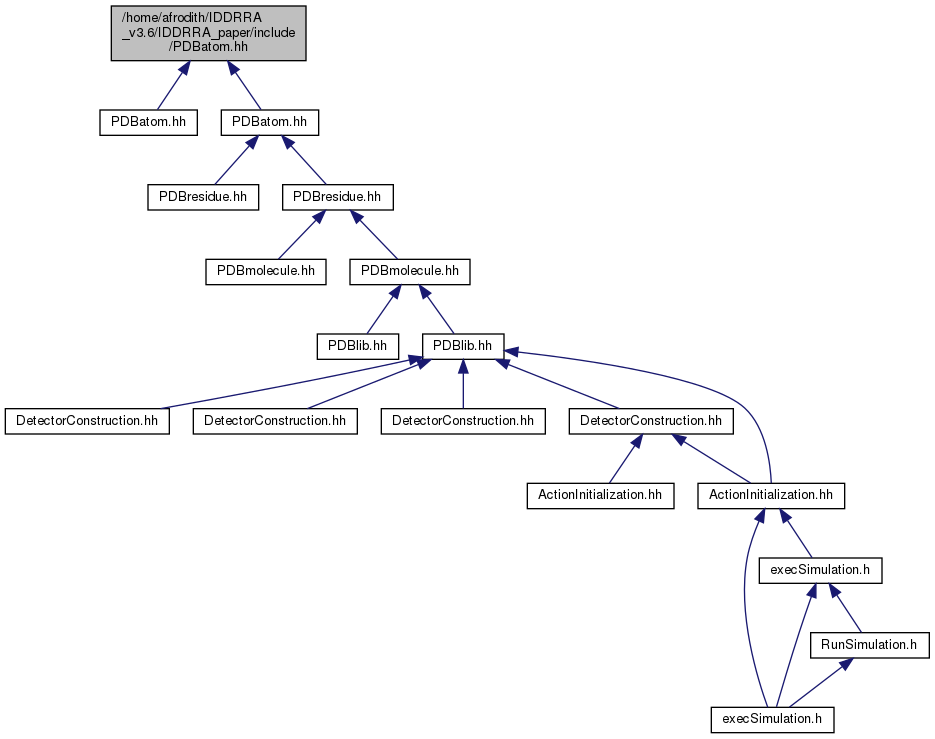 /home/afrodith/IDDRRA
_v3.6/IDDRRA_paper/include
/PDBatom.hh
PDBatom.hh
PDBatom.hh
PDBresidue.hh
PDBresidue.hh
PDBmolecule.hh
PDBmolecule.hh
PDBlib.hh
PDBlib.hh
DetectorConstruction.hh
DetectorConstruction.hh
DetectorConstruction.hh
DetectorConstruction.hh
ActionInitialization.hh
ActionInitialization.hh
execSimulation.h
RunSimulation.h
execSimulation.h